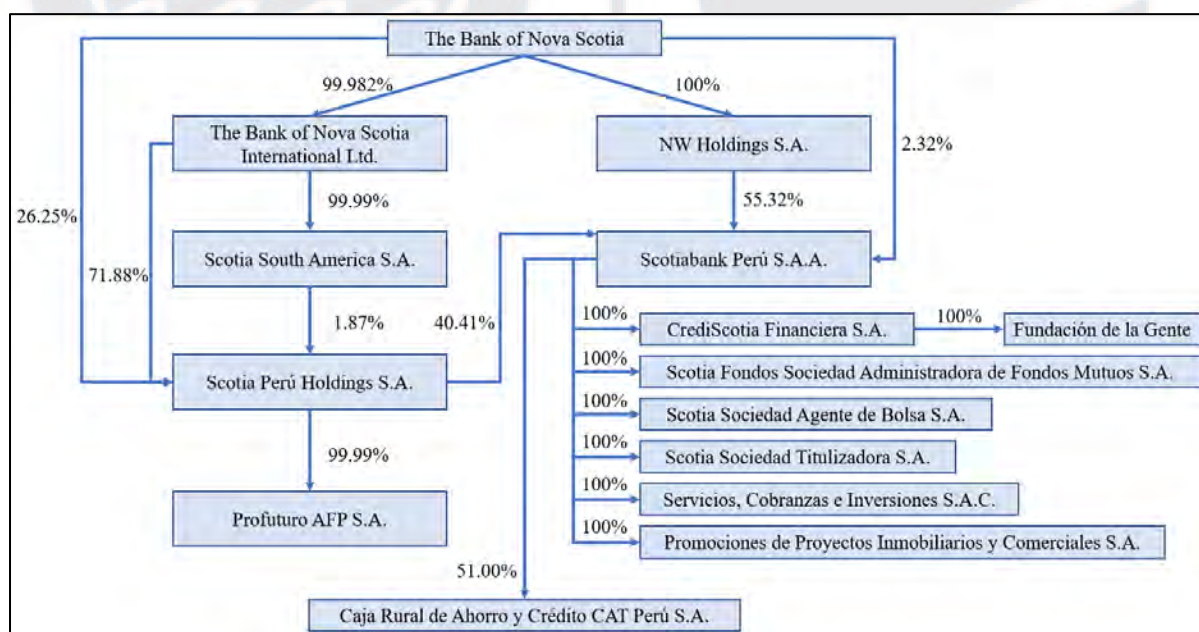 The Bank of Nova Scotia
99.982%
100%
The Bank of Nova Scotia
International Ltd.
NW Holdings S.A.
2.32%
26.25%
99.99%
55.32%
71.88%
Scotia South America S.A.
Scotiabank Perú S.A.A.
1.87%
40.41%
100%
CrediScotia Financiera S.A.
100%
Fundación de la Gente
Scotia Perú Holdings S.A.
100%
Scotia Fondos Sociedad Administradora de Fondos Mutuos S.A.
100%
Scotia Sociedad Agente de Bolsa S.A.
99.99%
100%
Scotia Sociedad Titulizadora S.A.
Profuturo AFP S.A.
100%
Servicios, Cobranzas e Inversiones S.A.C.
100%
Promociones de Proyectos Inmobiliarios y Comerciales S.A.
51.00%
Caja Rural de Ahorro y Crédito CAT Perú S.A.